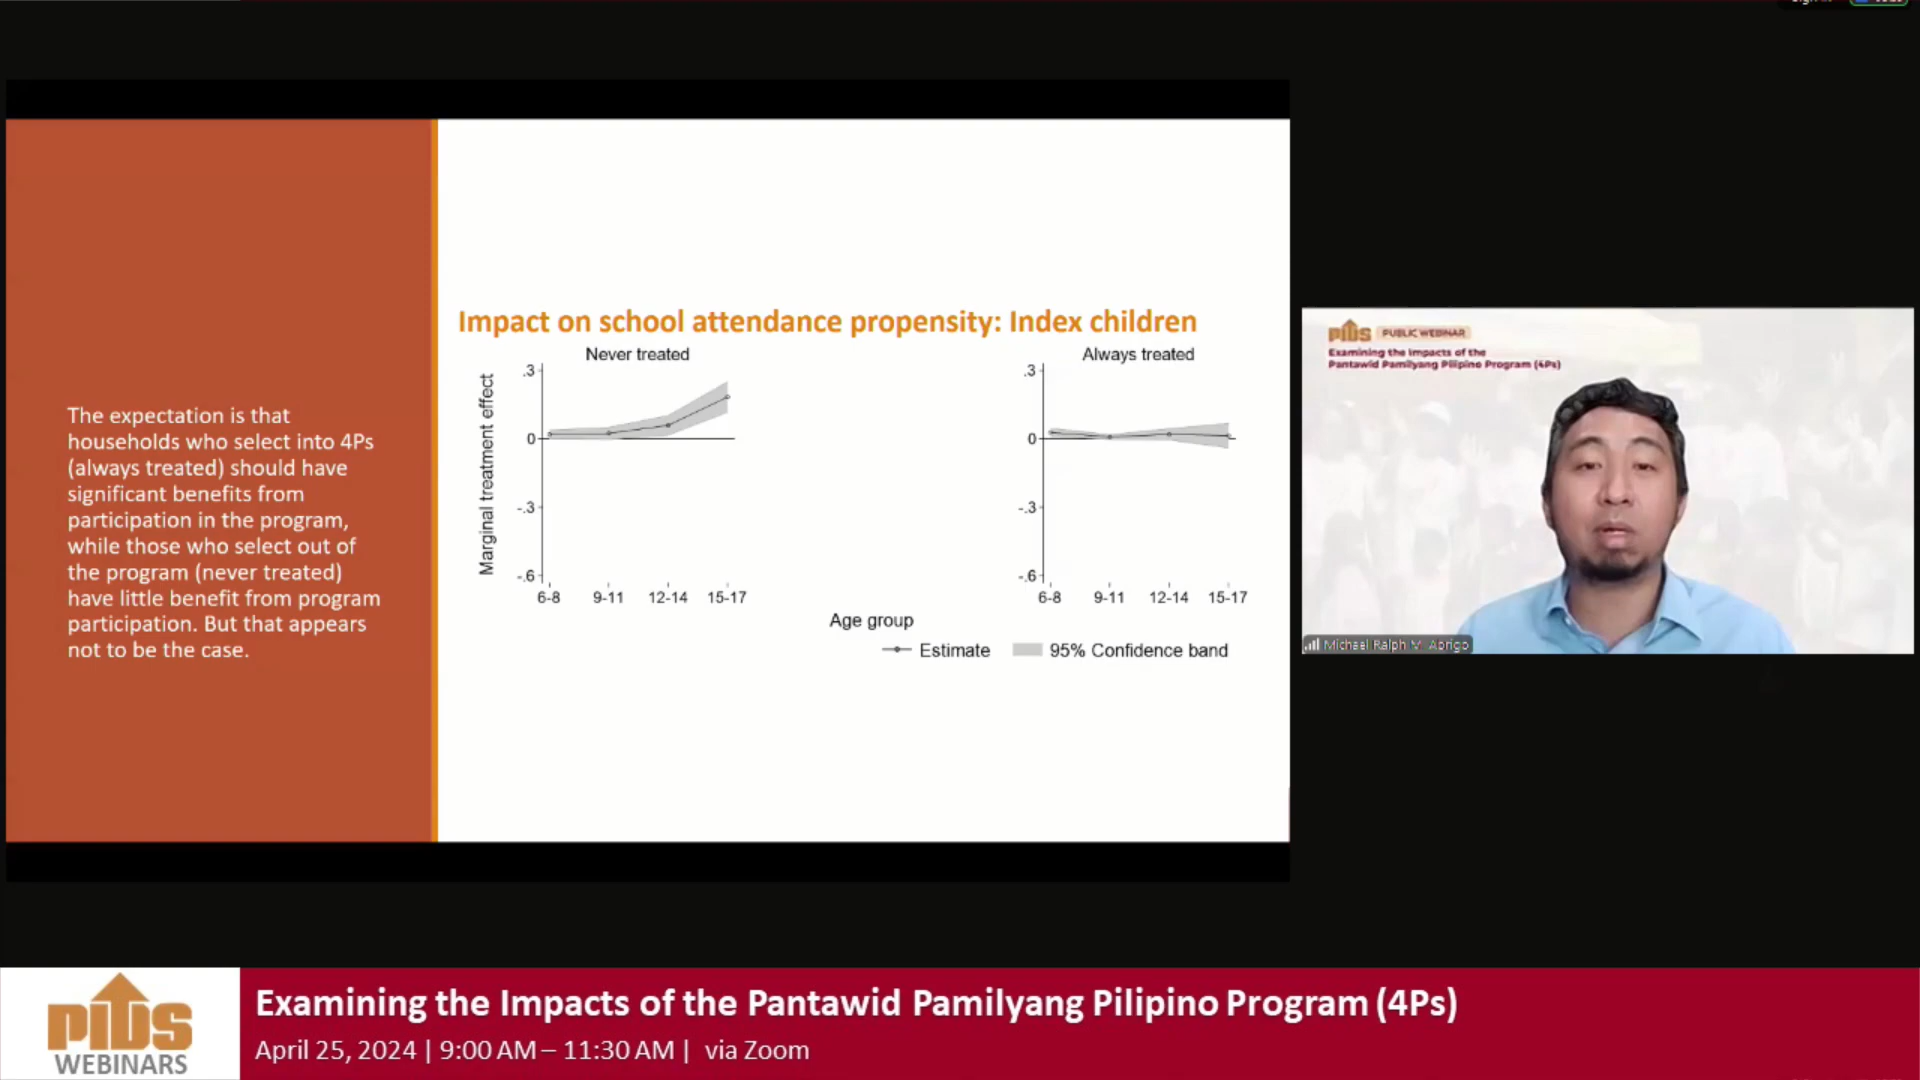 The expectation is that
households who select into 4Ps
(always treated) should have
significant benefits from
participation in the program,
while those who select out of
the program (never treated)
have little benefit from program
participation. But that appears
not to be the case.
Impact on school attendance propensity: Index children
Never treated
Always treated
Marginal treatment effect
.3
0
-.3
-.6
6-8 9-11 12-14 15-17
.3
0
-.3
-.6
6-8 9-11 12-14 15-17
Age group
Estimate 95% Confidence band
PIDS PUBLIC WEBINAR
Examining the Impacts of the
Pantawid Pamilyang Pilipino Program (4Ps)
Michael Ralph M. Abrigo
PIDS
WEBINARS
Examining the Impacts of the Pantawid Pamilyang Pilipino Program (4Ps)
April 25, 2024 | 9:00 AM – 11:30 AM | via Zoom